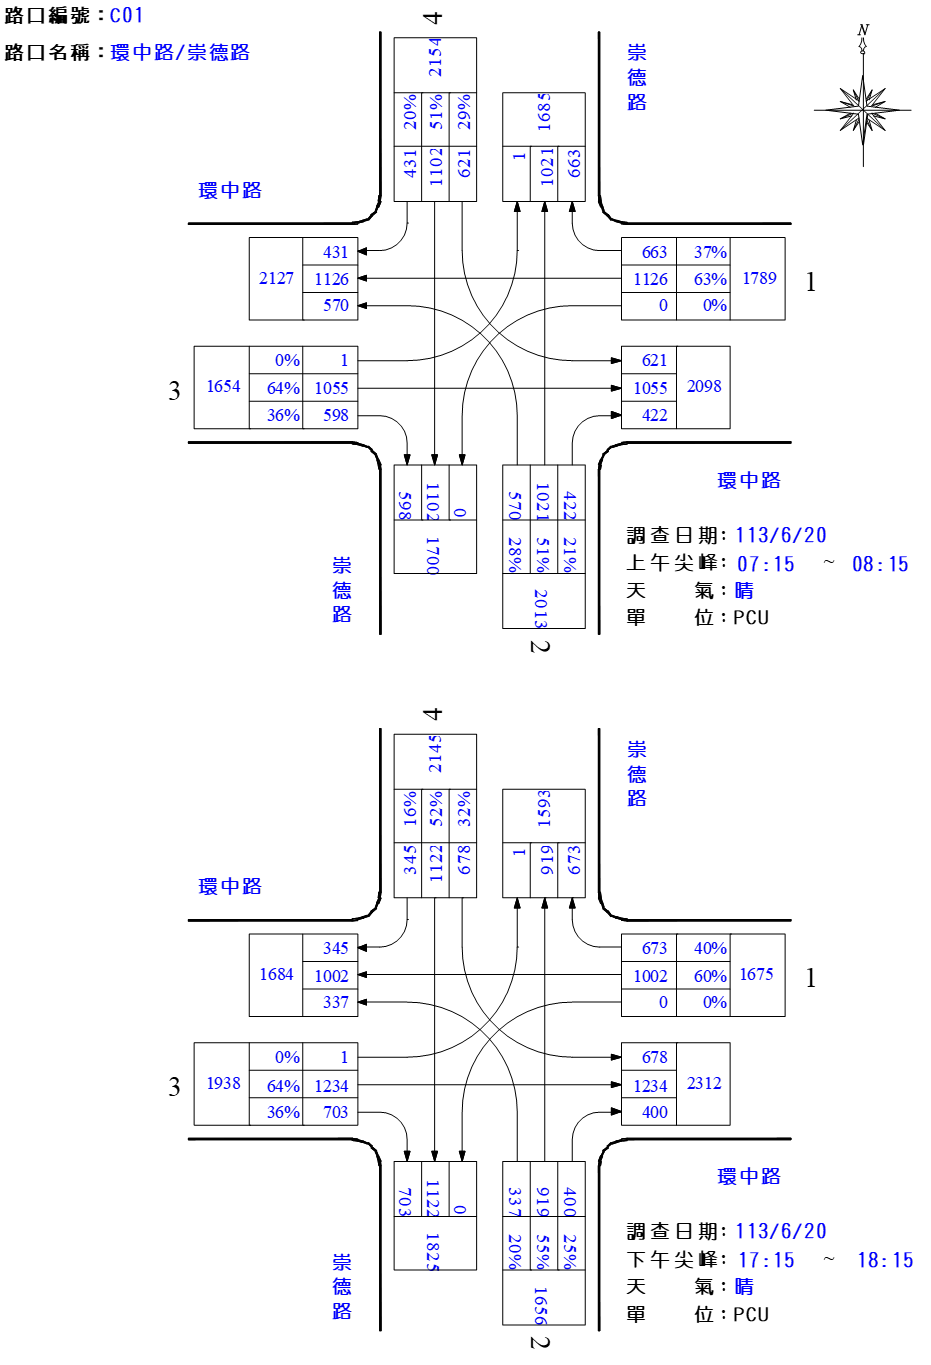 路口編號：C01
路口名稱：環中路/崇德路
N
4
2154
20% 51% 29%
431 1102 621
1685
1 1021 663
崇德路
環中路
2127
431
1126
570
663 37%
1126 63%
0 0%
1789
1
3
1654
0% 1
64% 1055
36% 598
621
1055
422
2098
598 1102 0
1700
570 1021 422
28% 51% 21%
2013
2
崇德路
環中路
調查日期：113/6/20
上午尖峰：07:15 ~ 08:15
天 氣：晴
單 位：PCU
4
2145
16% 52% 32%
345 1122 678
1593
1 919 673
崇德路
環中路
1684
345
1002
337
673 40%
1002 60%
0 0%
1675
1
3
1938
0% 1
64% 1234
36% 703
678
1234
400
2312
703 1122 0
1825
337 919 400
20% 55% 25%
1656
2
崇德路
環中路
調查日期：113/6/20
下午尖峰：17:15 ~ 18:15
天 氣：晴
單 位：PCU